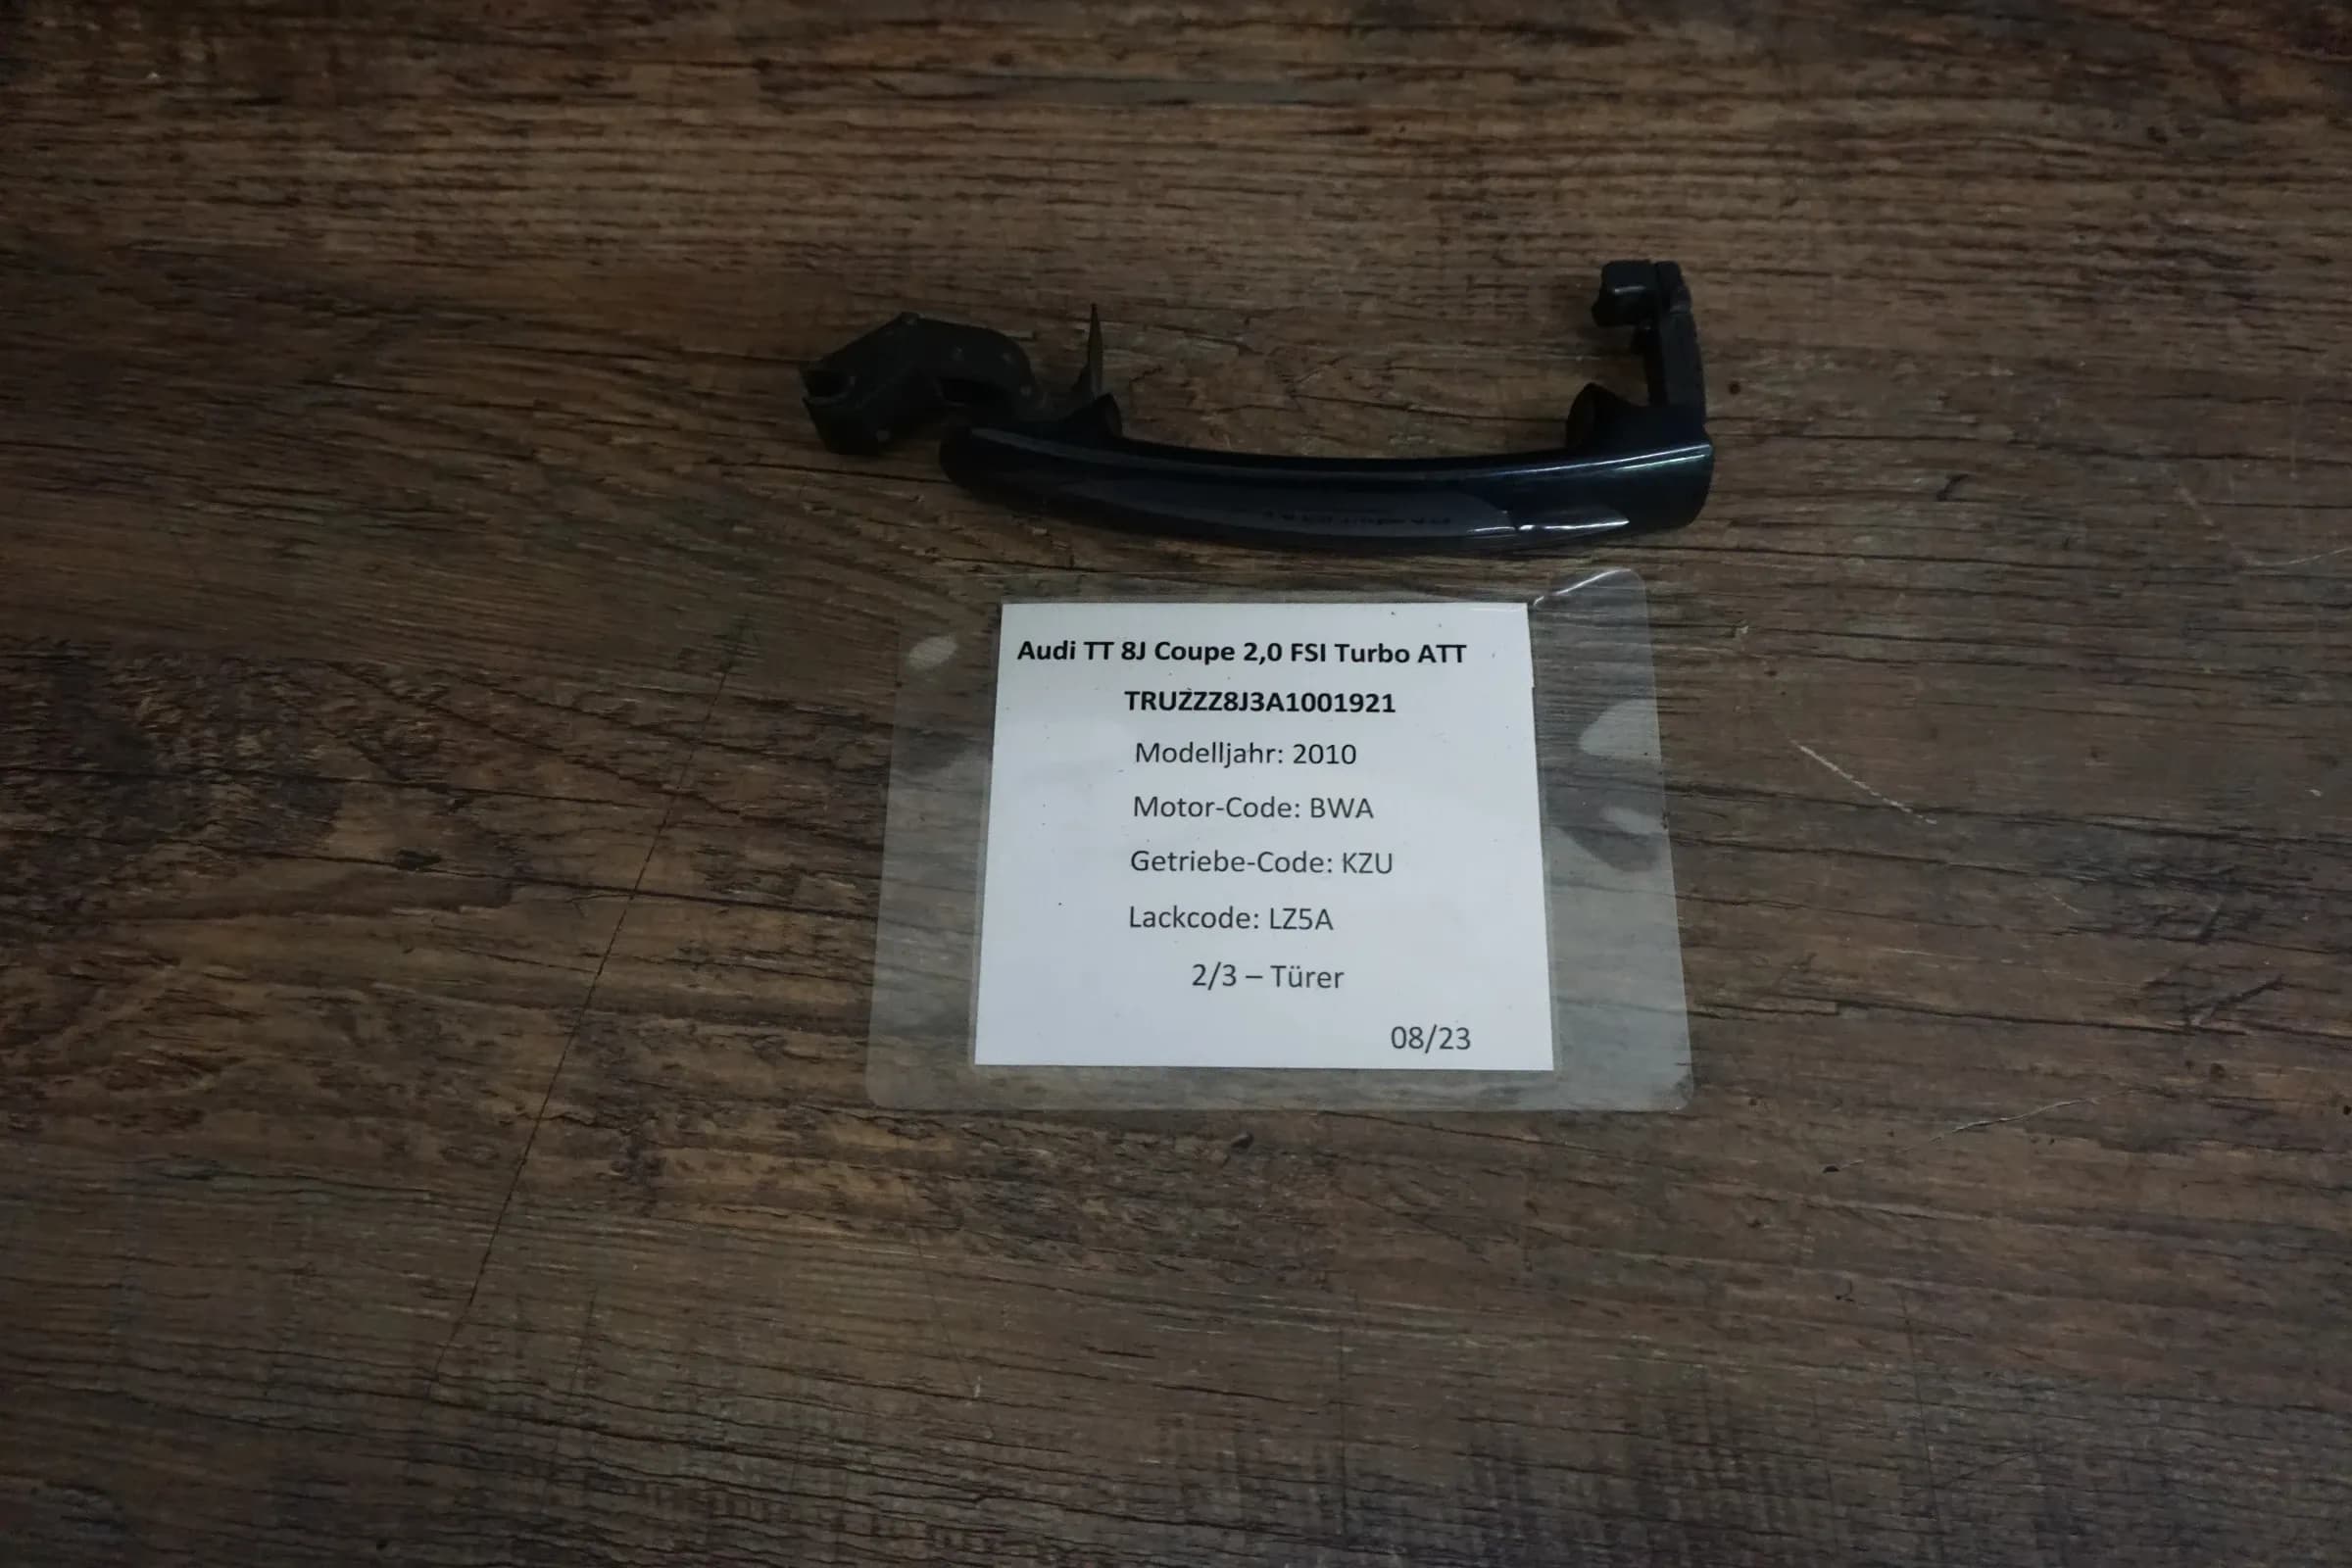 Audi TT 8J Coupe 2,0 FSI Turbo ATT
TRUZZZ8J3A1001921
Modelljahr: 2010
Motor-Code: BWA
Getriebe-Code: KZU
Lackcode: LZ5A
2/3 – Türer
08/23